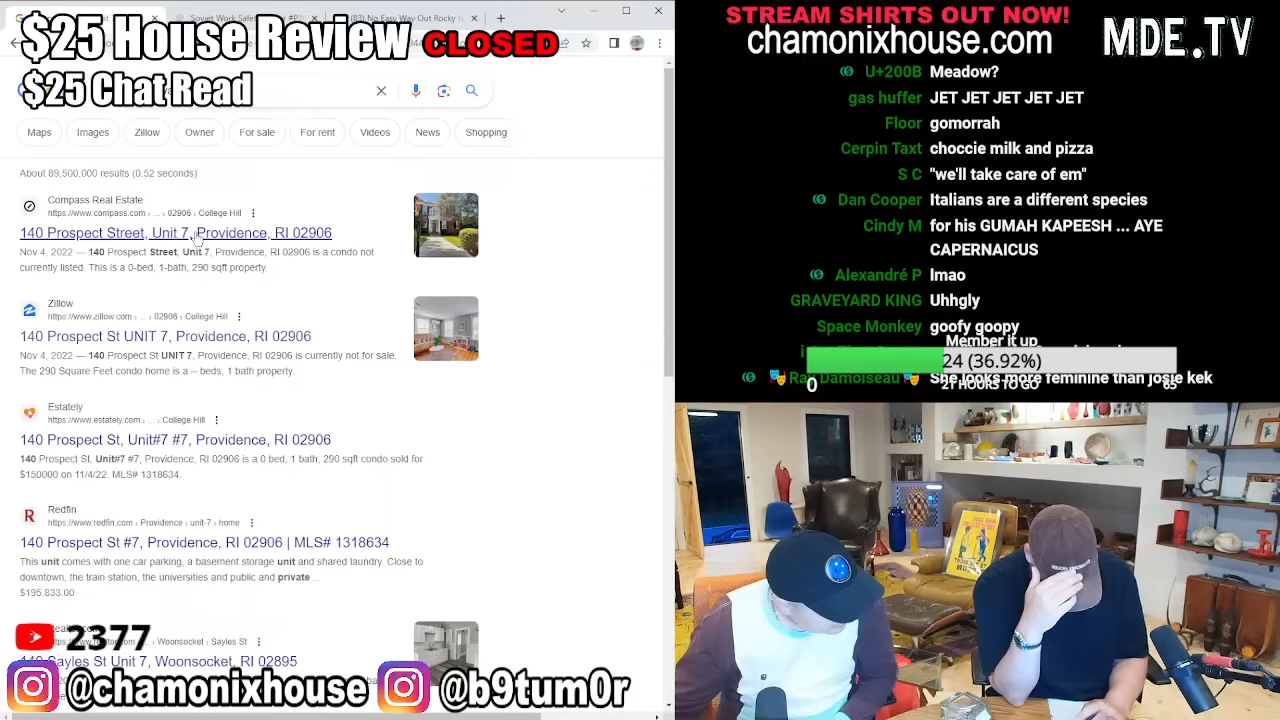 $25 House Review CLOSED
$25 Chat Read
Maps
Images
Zillow
Owner
For sale
For rent
Videos
News
Shopping
About 89,500,000 results (0.52 seconds)
Compass Real Estate
https://www.compass.com › ... › 02906 › College Hill
140 Prospect Street, Unit 7, Providence, RI 02906
Nov 4, 2022 — 140 Prospect Street, Unit 7, Providence, RI 02906 is a condo not
currently listed. This is a 0-bed, 1-bath, 290 sqft property.
Zillow
https://www.zillow.com › ... › 02906 › College Hill
140 Prospect St UNIT 7, Providence, RI 02906
Nov 4, 2022 — 140 Prospect St UNIT 7, Providence, RI 02906 is currently not for sale.
The 290 Square Feet condo home is a -- beds, 1 bath property.
Estately
https://www.estately.com › ... › College Hill
140 Prospect St, Unit#7 #7, Providence, RI 02906
140 Prospect St, Unit#7 #7, Providence, RI 02906 is a 0 bed, 1 bath, 290 sqft condo sold for
$150000 on 11/4/22. MLS# 1318634.
Redfin
https://www.redfin.com › Providence › unit-7 › home
140 Prospect St #7, Providence, RI 02906 | MLS# 1318634
This unit comes with one car parking, a basement storage unit and shared laundry. Close to
downtown, the train station, the universities and public and private ...
$195,833.00
Woonsocket › Sayles St
Sayles St Unit 7, Woonsocket, RI 02895
2377
@chamonixhouse
@b9tum0r
STREAM SHIRTS OUT NOW!
chamonixhouse.com
MDE.TV
U+200B Meadow?
gas huffer JET JET JET JET JET
Floor gomorrah
Cerpin Taxt choccie milk and pizza
S C "we'll take care of em"
Dan Cooper Italians are a different species
Cindy M for his GUMAH KAPEESH ... AYE
CAPERNAICUS
Alexandré P lmao
GRAVEYARD KING Uhhgly
Space Monkey goofy goopy
Member it up
24 (36.92%)
Damoiseau She looks more feminine than josie kek
0
21 HOURS TO GO
65